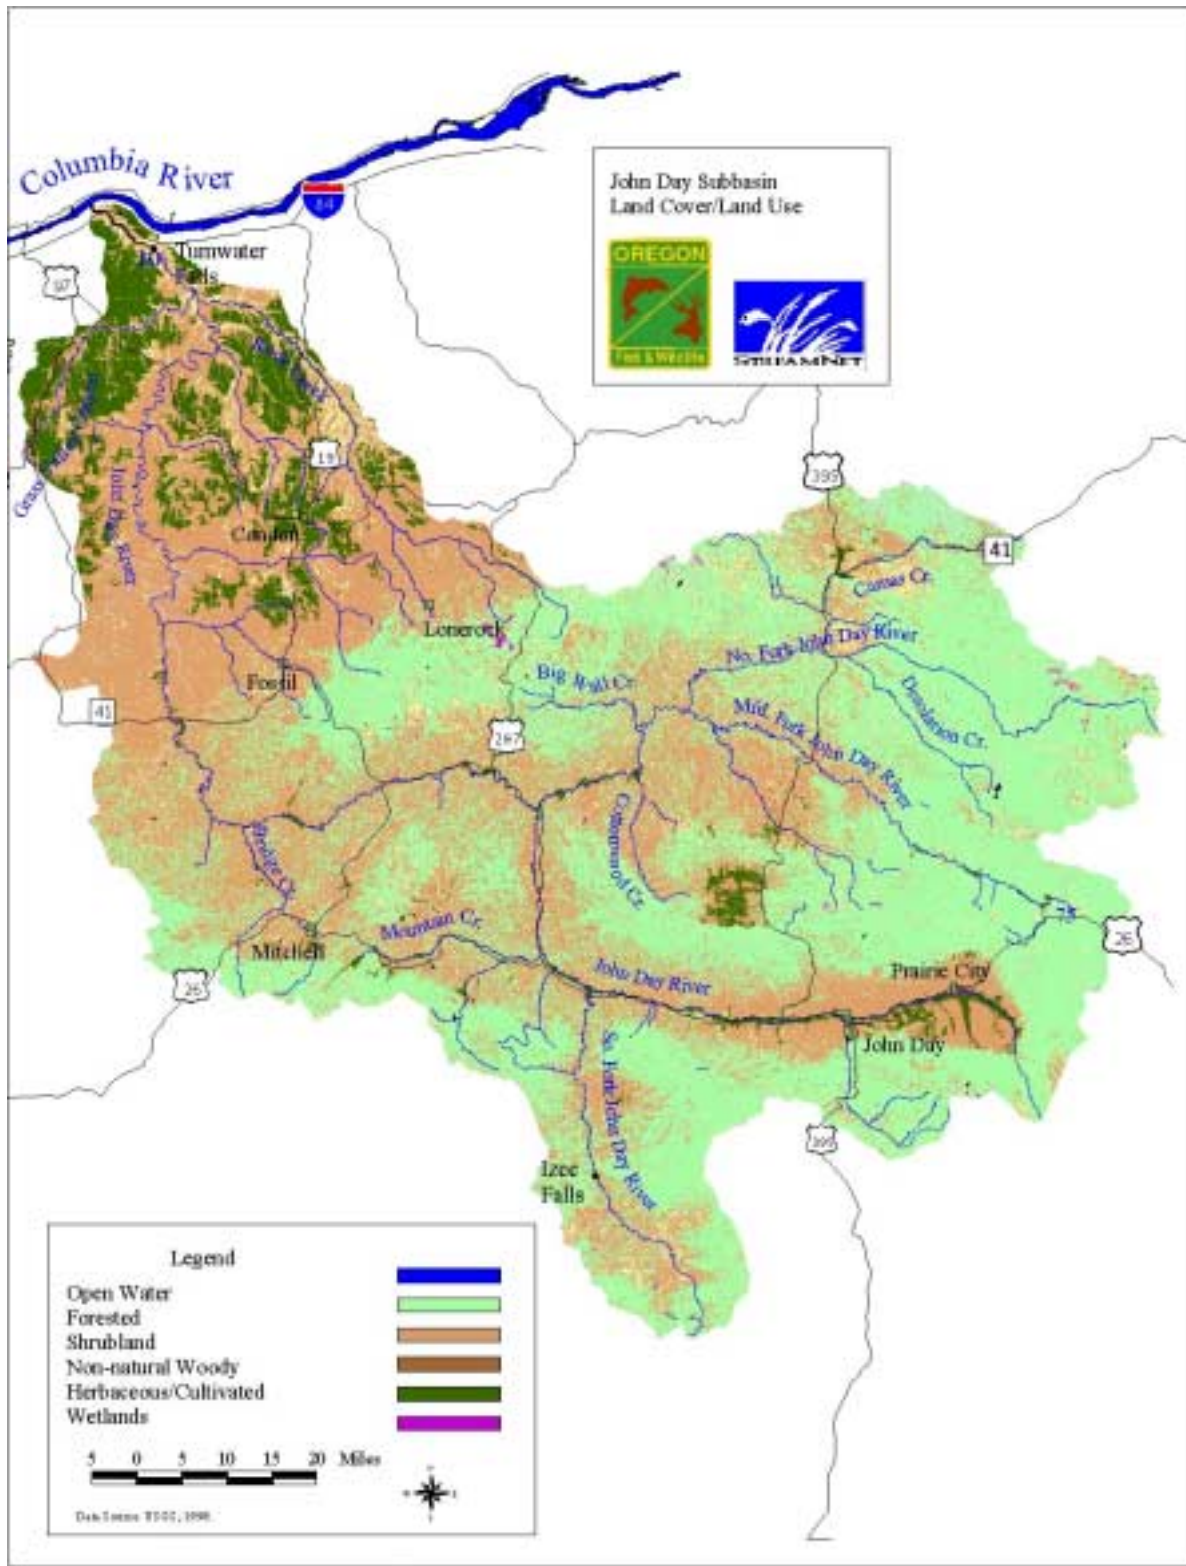 Columbia River
84
John Day Subbasin
Land Cover/Land Use
OREGON
Fish & Wildlife
STREAMNET
97
Tumwater
Falls
Rock Creek
19
John Day River
Condon
395
41
Camas Cr.
Lonerock
No. Fork John Day River
Big Wall Cr.
Desolation Cr.
Fossil
41
207
Mid. Fork John Day River
Cottonwood Cr.
Bridge Cr.
Mountain Cr.
Mitchell
26
26
John Day River
Prairie City
John Day
So. Fork John Day River
395
Izee
Falls
Legend
Open Water
Forested
Shrubland
Non-natural Woody
Herbaceous/Cultivated
Wetlands
5 0 5 10 15 20 Miles
Data Source: USGS, 1998.